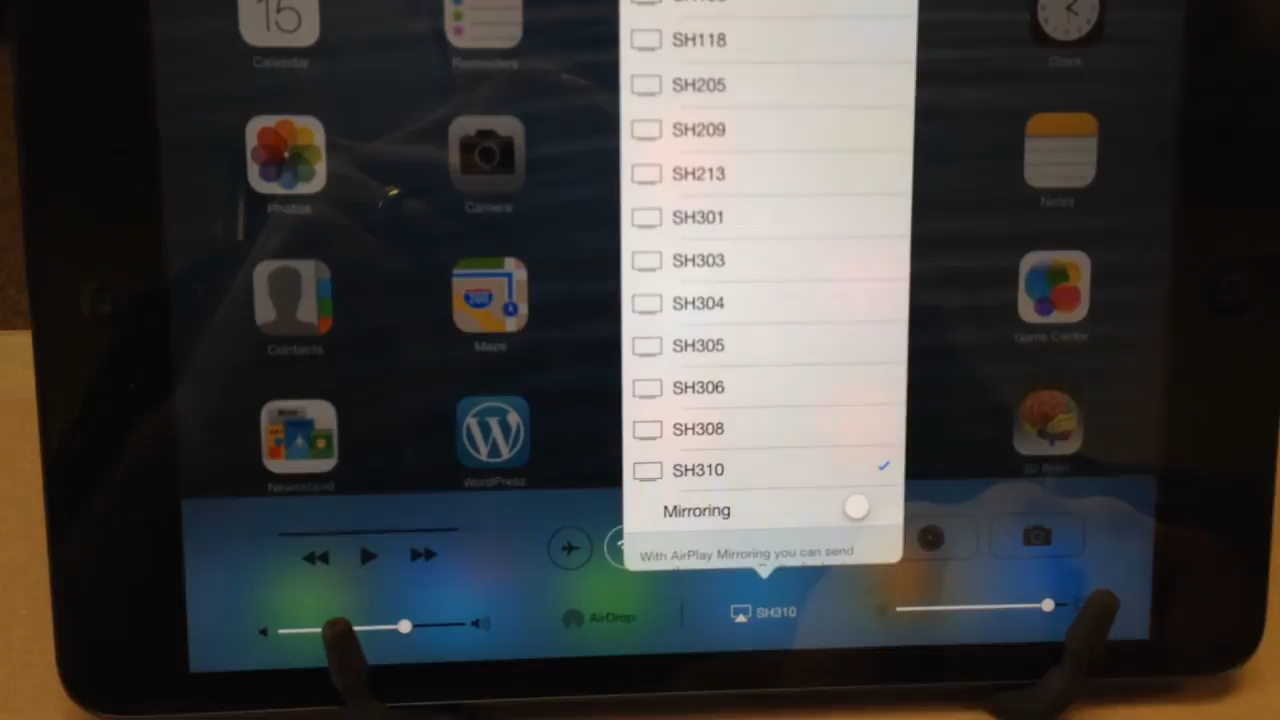 15
SH118
Calendar
Reminders
Clock
SH205
SH209
SH213
Photos
Camera
Notes
SH301
SH303
SH304
Contacts
Maps
Game Center
SH305
SH306
SH308
SH310
Newsstand
WordPress
3D Brain
Mirroring
With AirPlay Mirroring you can send
AirDrop
SH310